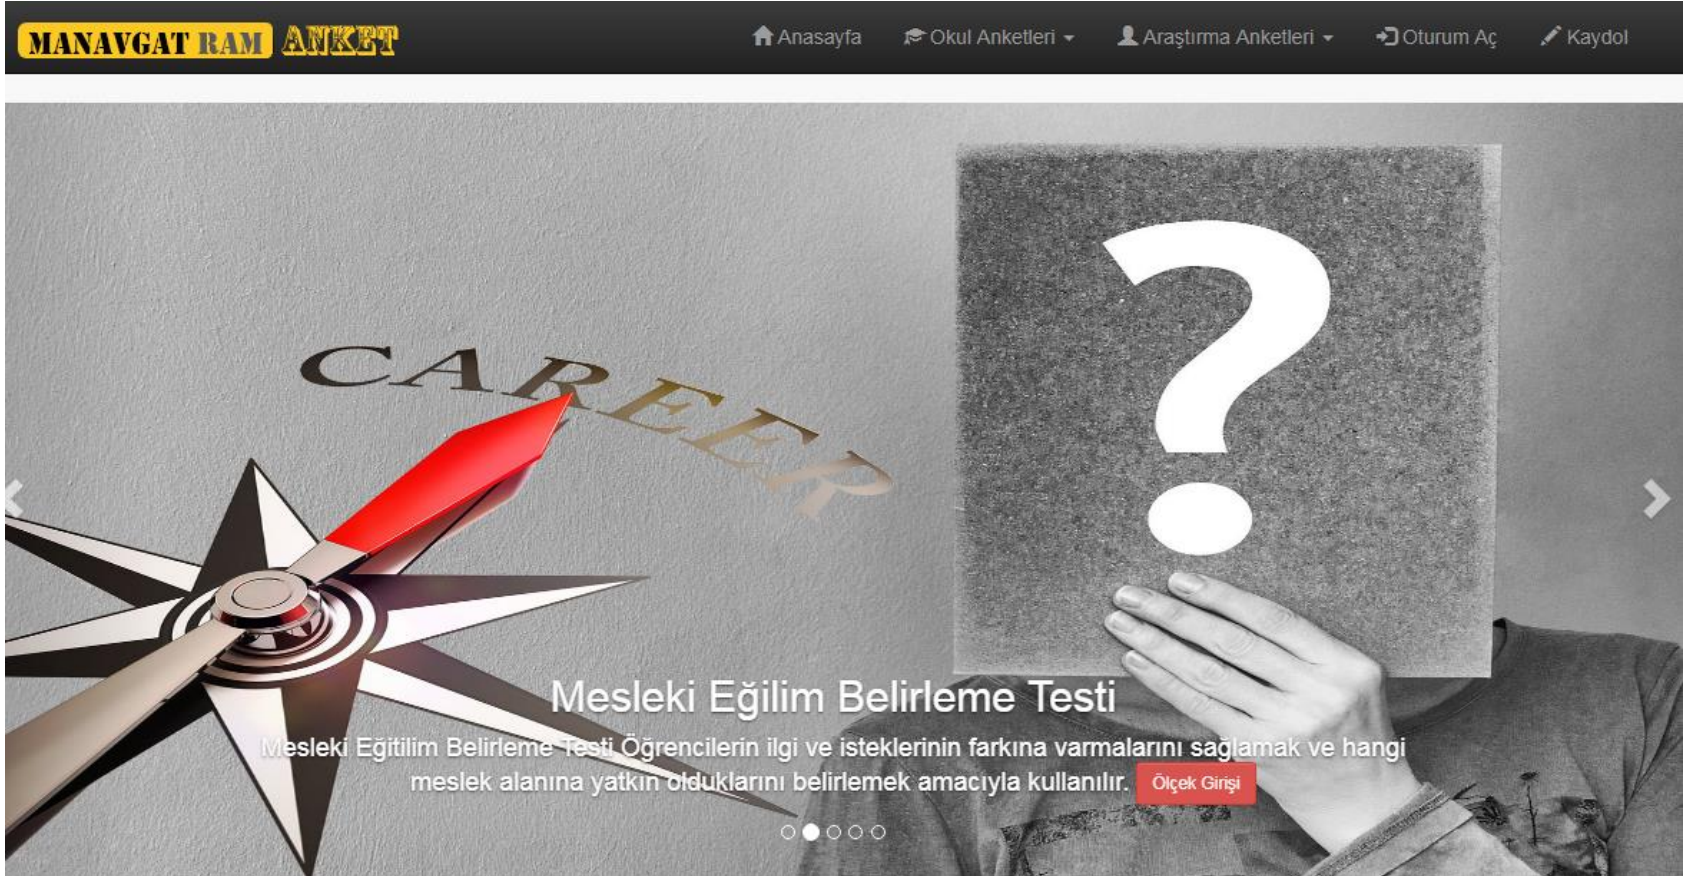 MANAVGAT RAM ANKET
Anasayfa
Okul Anketleri
Araştırma Anketleri
Oturum Aç
Kaydol
CAREER
?
Mesleki Eğilim Belirleme Testi
Mesleki Eğitilim Belirleme Testi Öğrencilerin ilgi ve isteklerinin farkına varmalarını sağlamak ve hangi
meslek alanına yatkın olduklarını belirlemek amacıyla kullanılır. Ölçek Girişi